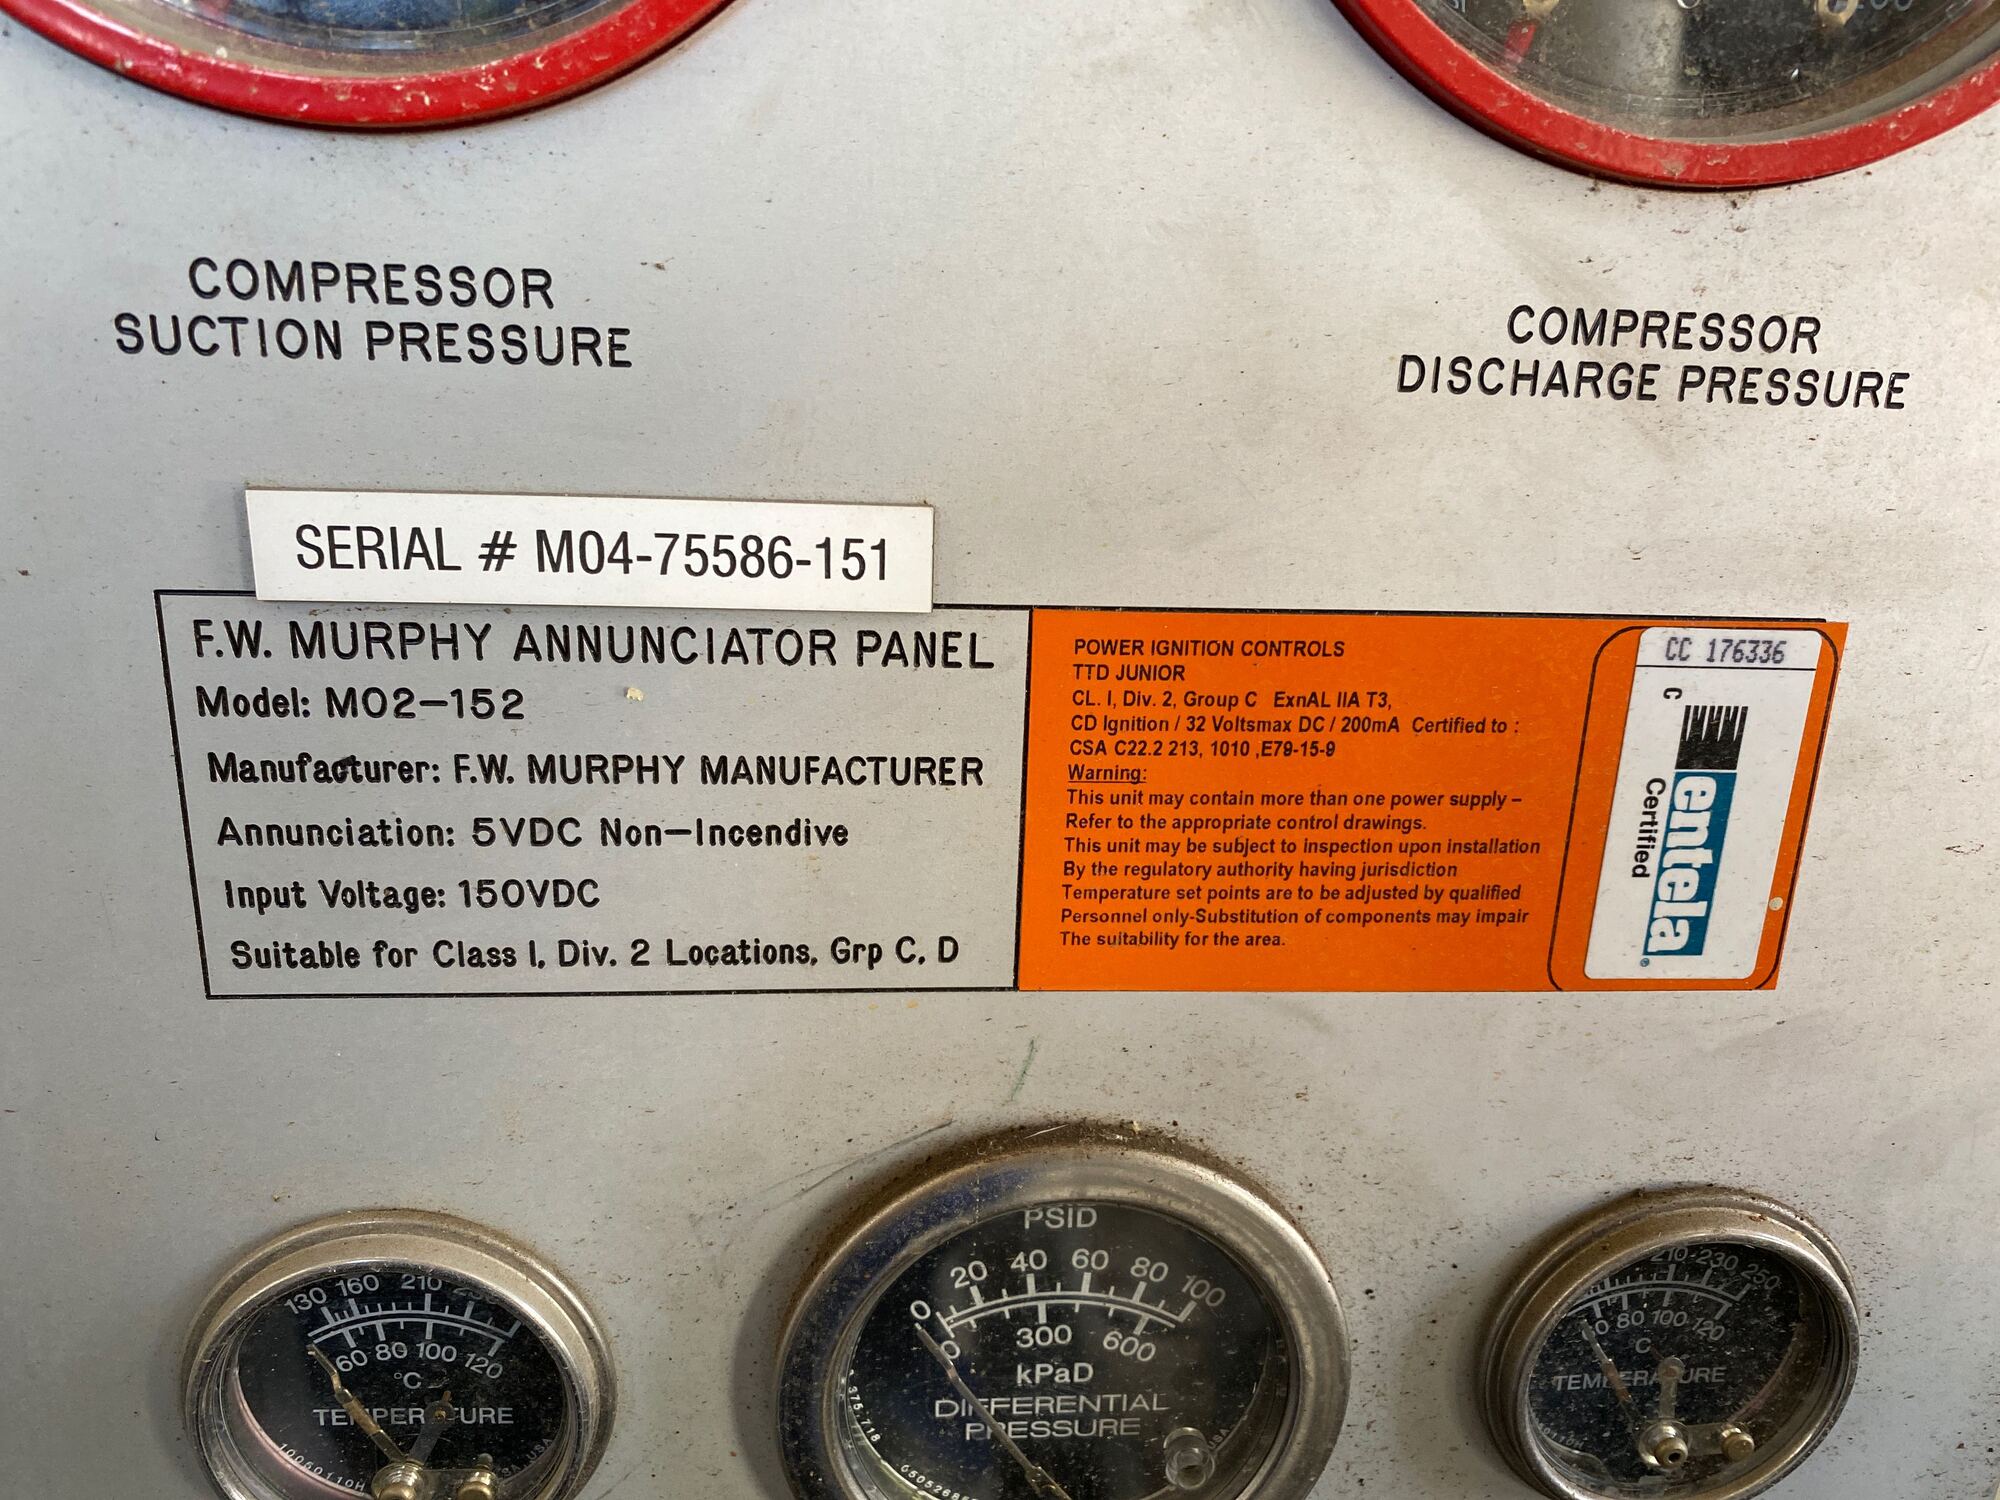 COMPRESSOR
SUCTION PRESSURE
COMPRESSOR
DISCHARGE PRESSURE
SERIAL # M04-75586-151
F.W. MURPHY ANNUNCIATOR PANEL
Model: MO2-152
Manufacturer: F.W. MURPHY MANUFACTURER
Annunciation: 5VDC Non-Incendive
Input Voltage: 150VDC
Suitable for Class I, Div. 2 Locations, Grp C, D
POWER IGNITION CONTROLS
TTD JUNIOR
CL. I, Div. 2, Group C ExnAL IIA T3,
CD Ignition / 32 Voltsmax DC / 200mA Certified to :
CSA C22.2 213, 1010 ,E79-15-9
Warning:
This unit may contain more than one power supply –
Refer to the appropriate control drawings.
This unit may be subject to inspection upon installation
By the regulatory authority having jurisdiction
Temperature set points are to be adjusted by qualified
Personnel only-Substitution of components may impair
The suitability for the area.
CC 176336
C
entela®
Certified
130 160 210
60 80 100 120
°C
TEMPERATURE
10060110H
USA
PSID
0 20 40 60 80 100
0 300 600
kPaD
DIFFERENTIAL
PRESSURE
USA
210 230 250
80 100 120
C
TEMPERATURE